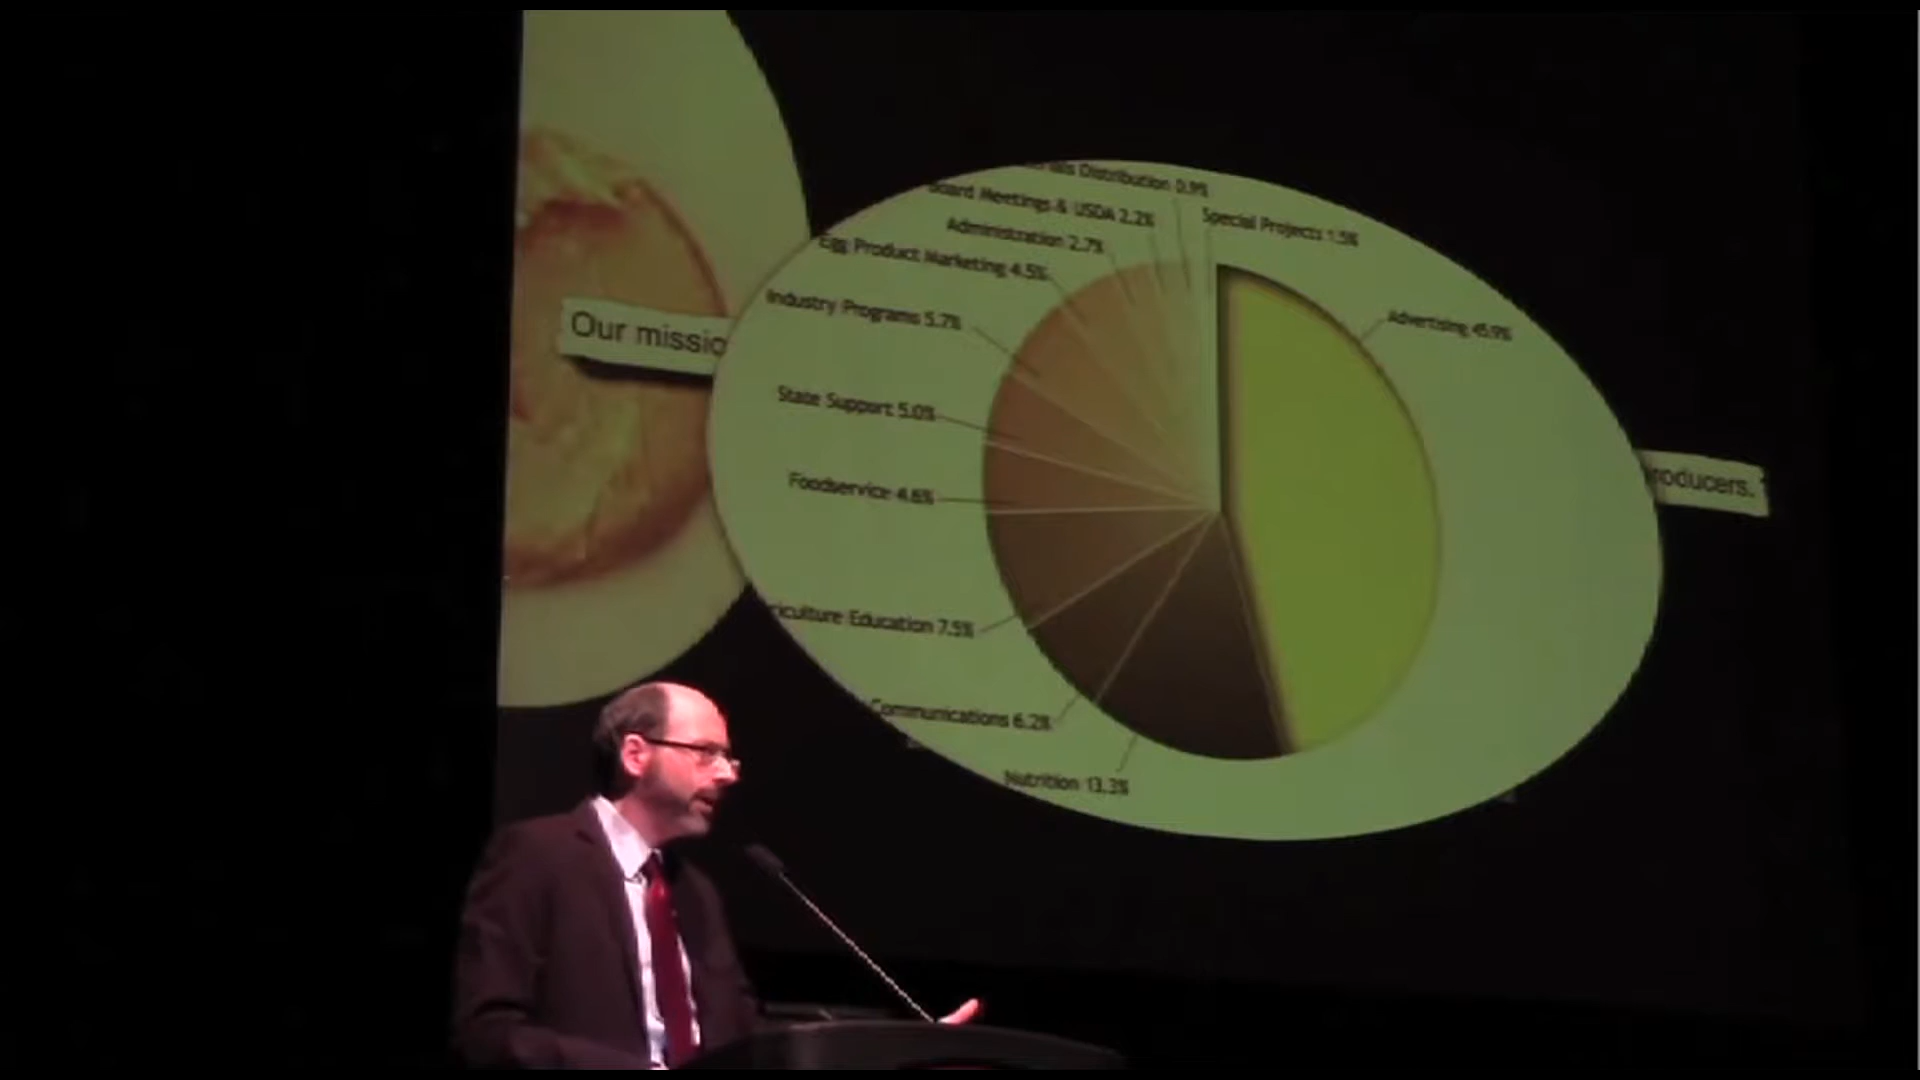 Distribution 0.9%
Board Meetings & USDA 2.2%
Special Projects 1.5%
Administration 2.7%
Egg Product Marketing 4.5%
Industry Programs 5.7%
Advertising 45.9%
Our missio
State Support 5.0%
Foodservice 4.6%
roducers."
riculture Education 7.5%
Communications 6.2%
Nutrition 13.3%